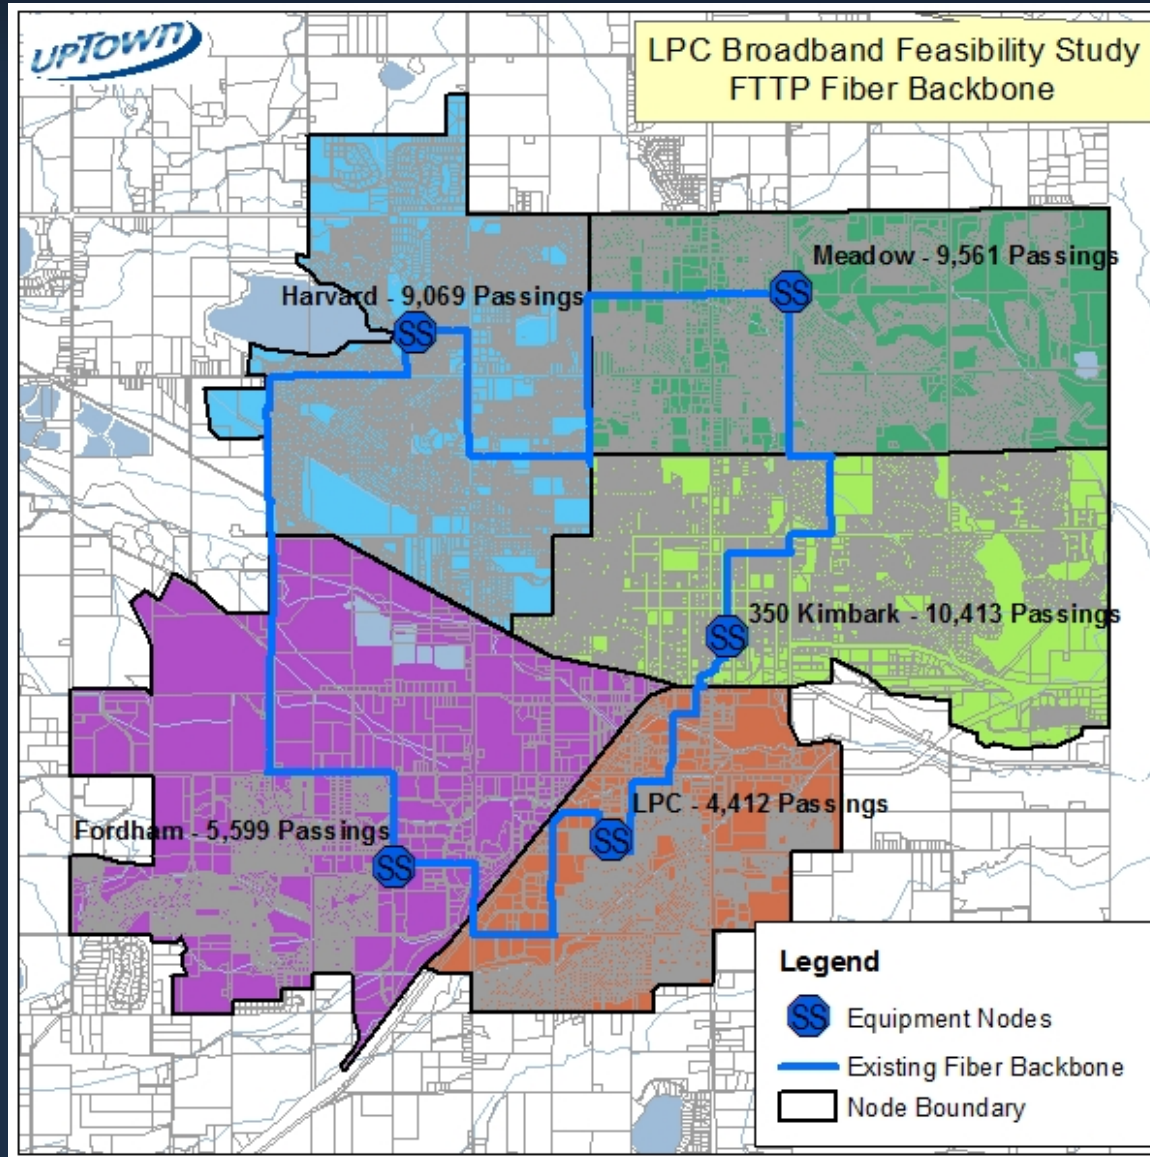 UPTOWN
LPC Broadband Feasibility Study
FTTP Fiber Backbone
Meadow - 9,561 Passings
Harvard - 9,069 Passings
SS
SS
350 Kimbark - 10,413 Passings
SS
LPC - 4,412 Passings
Fordham - 5,599 Passings
SS
SS
Legend
SS Equipment Nodes
Existing Fiber Backbone
Node Boundary